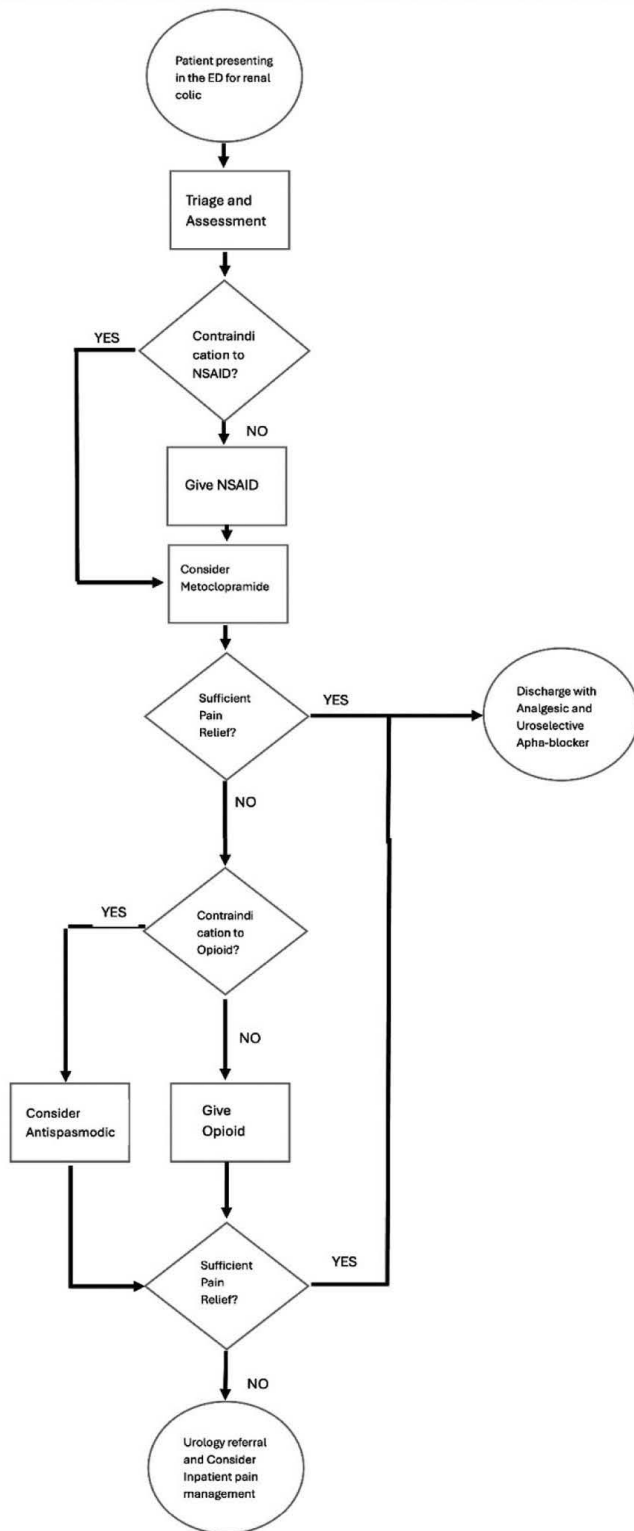 Patient presenting
in the ED for renal
colic
Triage and
Assessment
YES
Contraindi
cation to
NSAID?
NO
Give NSAID
Consider
Metoclopramide
Sufficient
Pain
Relief?
YES
Discharge with
Analgesic and
Uroselective
Apha-blocker
NO
YES
Contraindi
cation to
Opioid?
NO
Consider
Antispasmodic
Give
Opioid
Sufficient
Pain
Relief?
YES
NO
Urology referral
and Consider
Inpatient pain
management